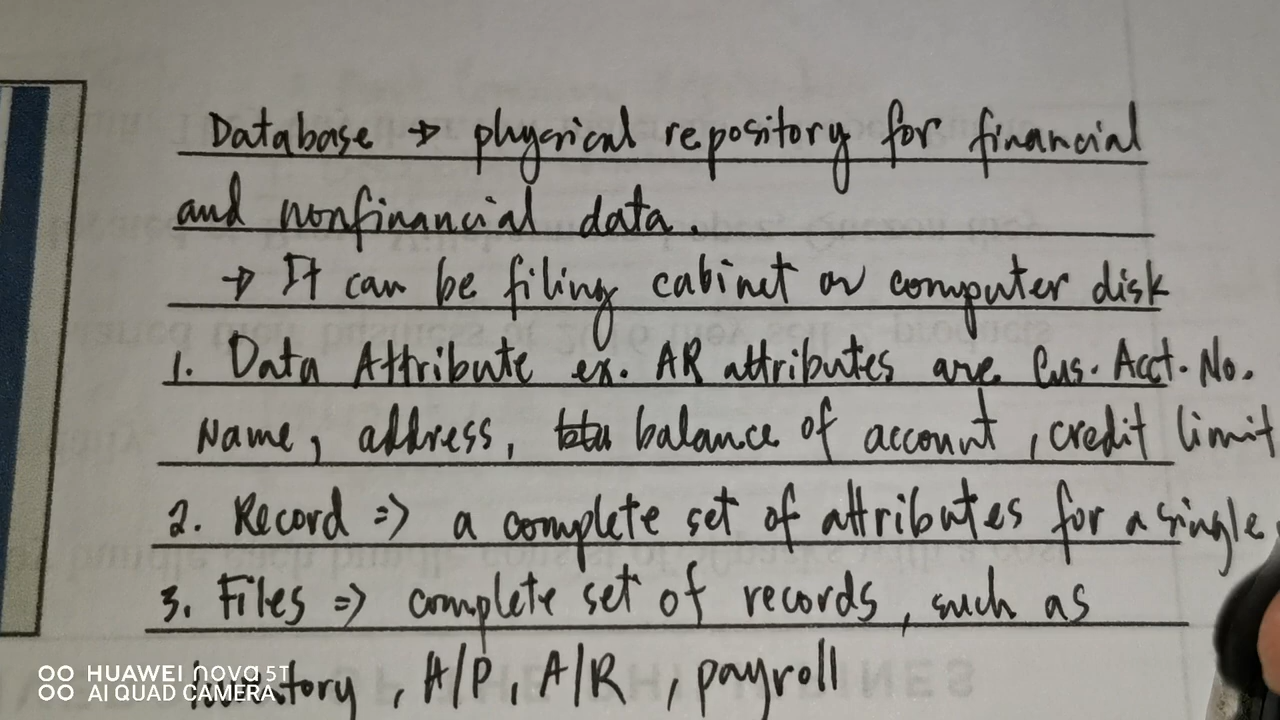 Database → physical repository for financial
and nonfinancial data.
→ It can be filing cabinet or computer disk
1. Data Attribute ex. AR attributes are Cus. Acct. No.
Name, address, balance of account, credit limit
2. Record => a complete set of attributes for a single
3. Files => complete set of records, such as
Inventory, A/P, A/R, payroll
HUAWEI nova 5T
AI QUAD CAMERA